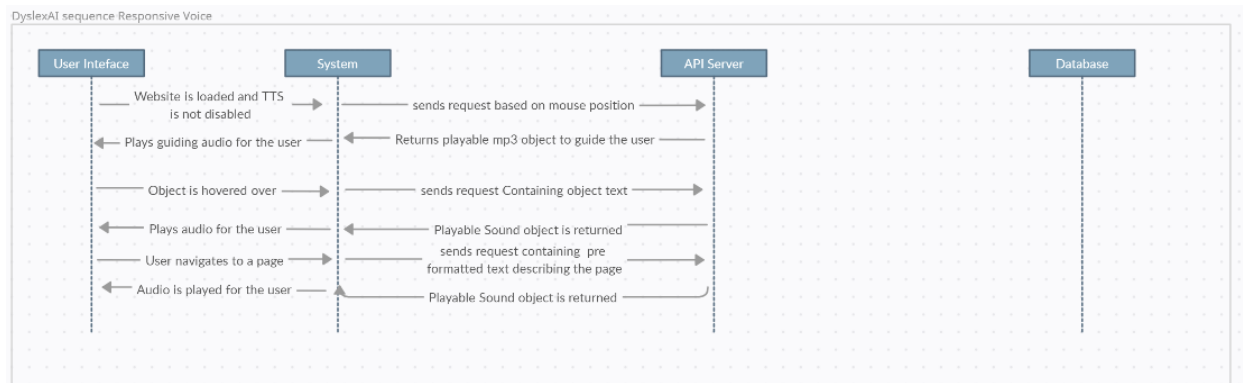 DyslexAI sequence Responsive Voice
User Inteface
System
API Server
Database
Website is loaded and TTS
is not disabled
sends request based on mouse position
Plays guiding audio for the user
Returns playable mp3 object to guide the user
Object is hovered over
sends request Containing object text
Plays audio for the user
Playable Sound object is returned
User navigates to a page
sends request containing pre
formatted text describing the page
Audio is played for the user
Playable Sound object is returned